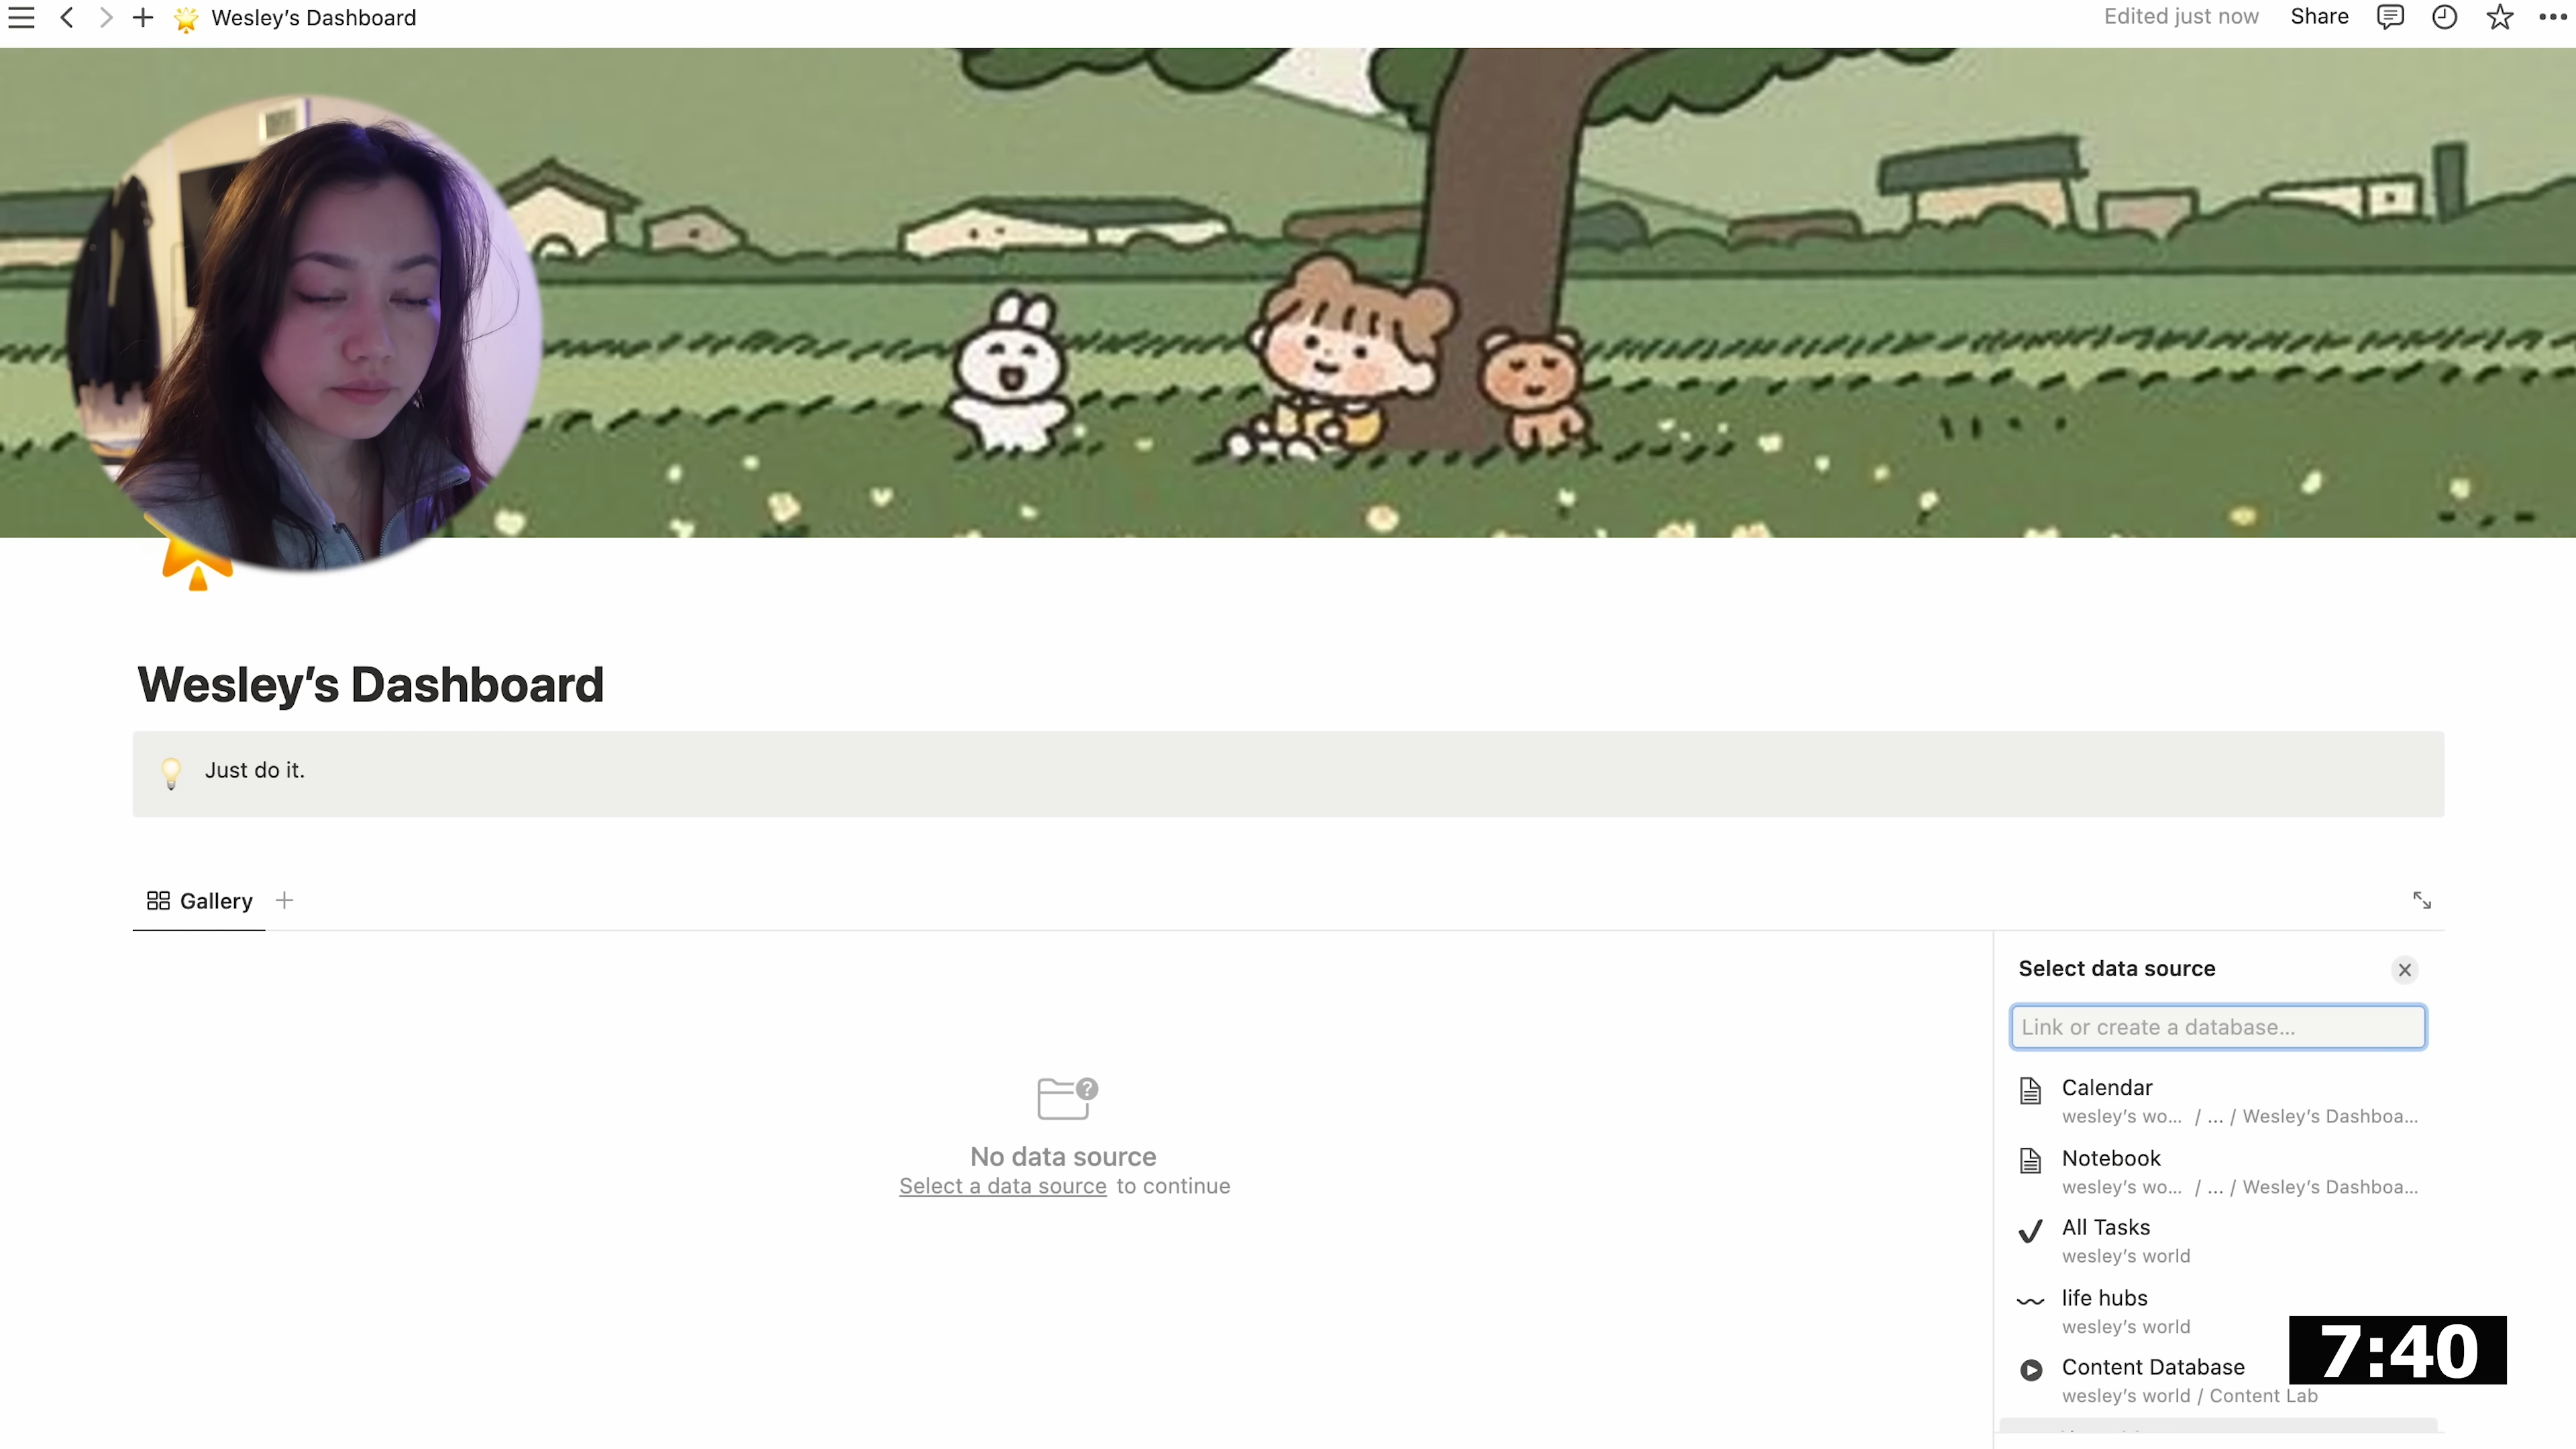 Wesley's Dashboard
Edited just now
Share
Wesley's Dashboard
Just do it.
Gallery
Select data source
Link or create a database...
Calendar
wesley's wo... / ... / Wesley's Dashboa...
Notebook
wesley's wo... / ... / Wesley's Dashboa...
All Tasks
wesley's world
life hubs
wesley's world
Content Database
wesley's world / Content Lab
No data source
Select a data source to continue
7:40